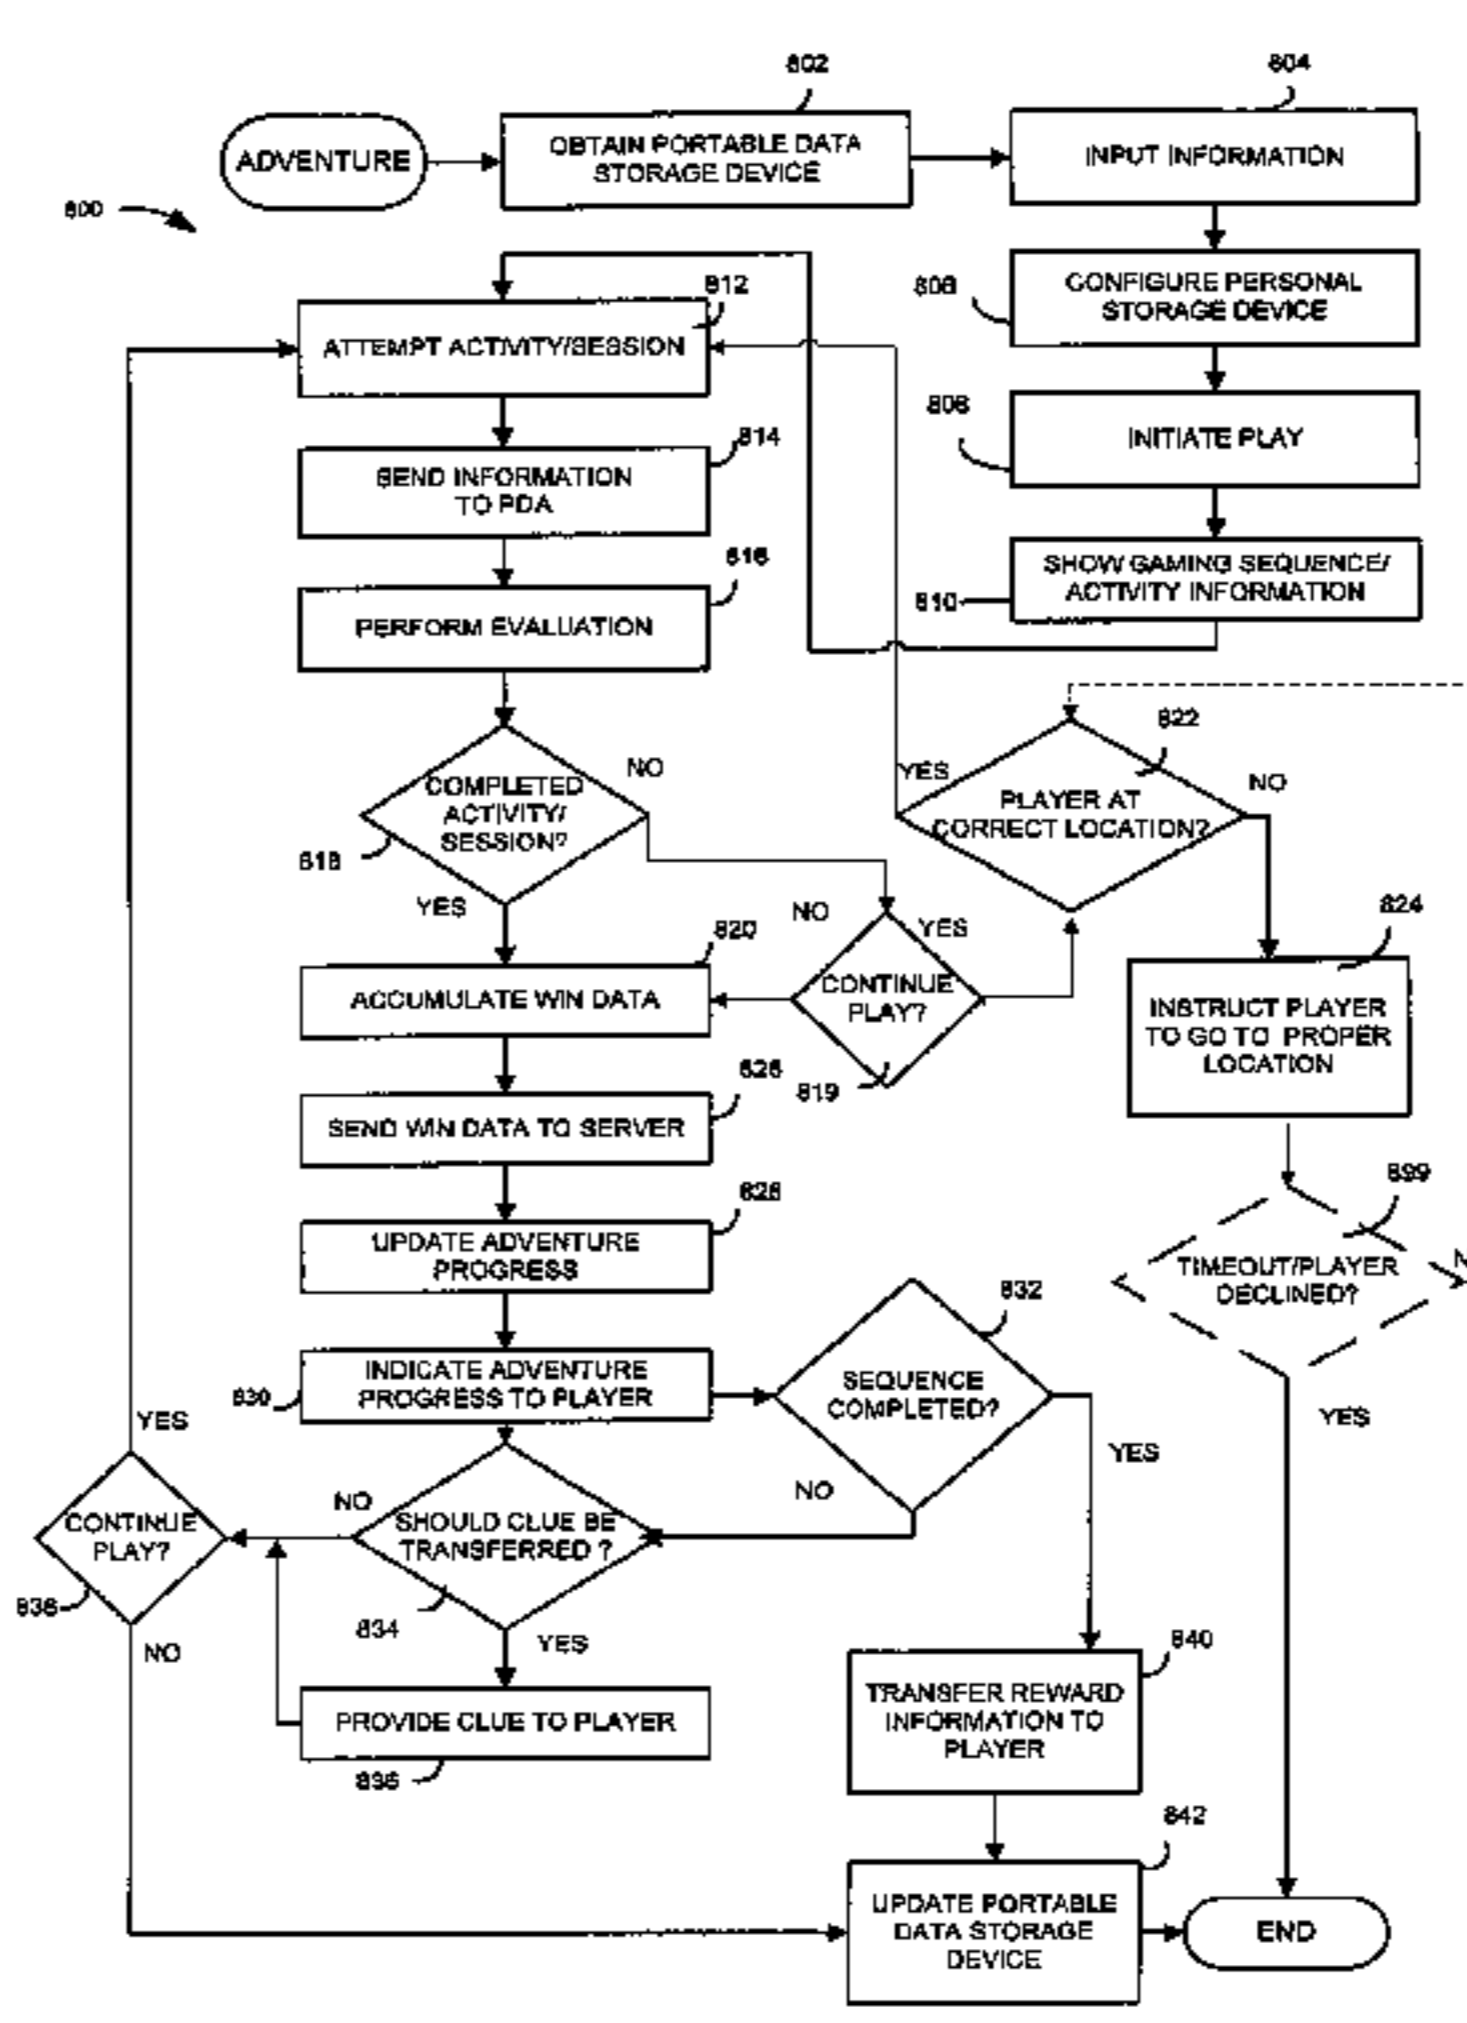 802
804
ADVENTURE
OBTAIN PORTABLE DATA
STORAGE DEVICE
INPUT INFORMATION
800
812
CONFIGURE PERSONAL
STORAGE DEVICE
ATTEMPT ACTIVITY/SESSION
808
INITIATE PLAY
814
SEND INFORMATION
TO PDA
816
SHOW GAMING SEQUENCE/
ACTIVITY INFORMATION
810
PERFORM EVALUATION
822
NO
YES
NO
COMPLETED
ACTIVITY/
SESSION?
PLAYER AT
CORRECT LOCATION?
818
YES
NO
YES
824
820
ACCUMULATE WIN DATA
CONTINUE
PLAY?
INSTRUCT PLAYER
TO GO TO PROPER
LOCATION
826
819
SEND WIN DATA TO SERVER
899
828
UPDATE ADVENTURE
PROGRESS
TIMEOUT/PLAYER
DECLINED?
832
INDICATE ADVENTURE
PROGRESS TO PLAYER
830
SEQUENCE
COMPLETED?
YES
YES
YES
NO
NO
CONTINUE
PLAY?
SHOULD CLUE BE
TRANSFERRED ?
838
834
YES
NO
840
PROVIDE CLUE TO PLAYER
TRANSFER REWARD
INFORMATION TO
PLAYER
836
842
UPDATE PORTABLE
DATA STORAGE
DEVICE
END